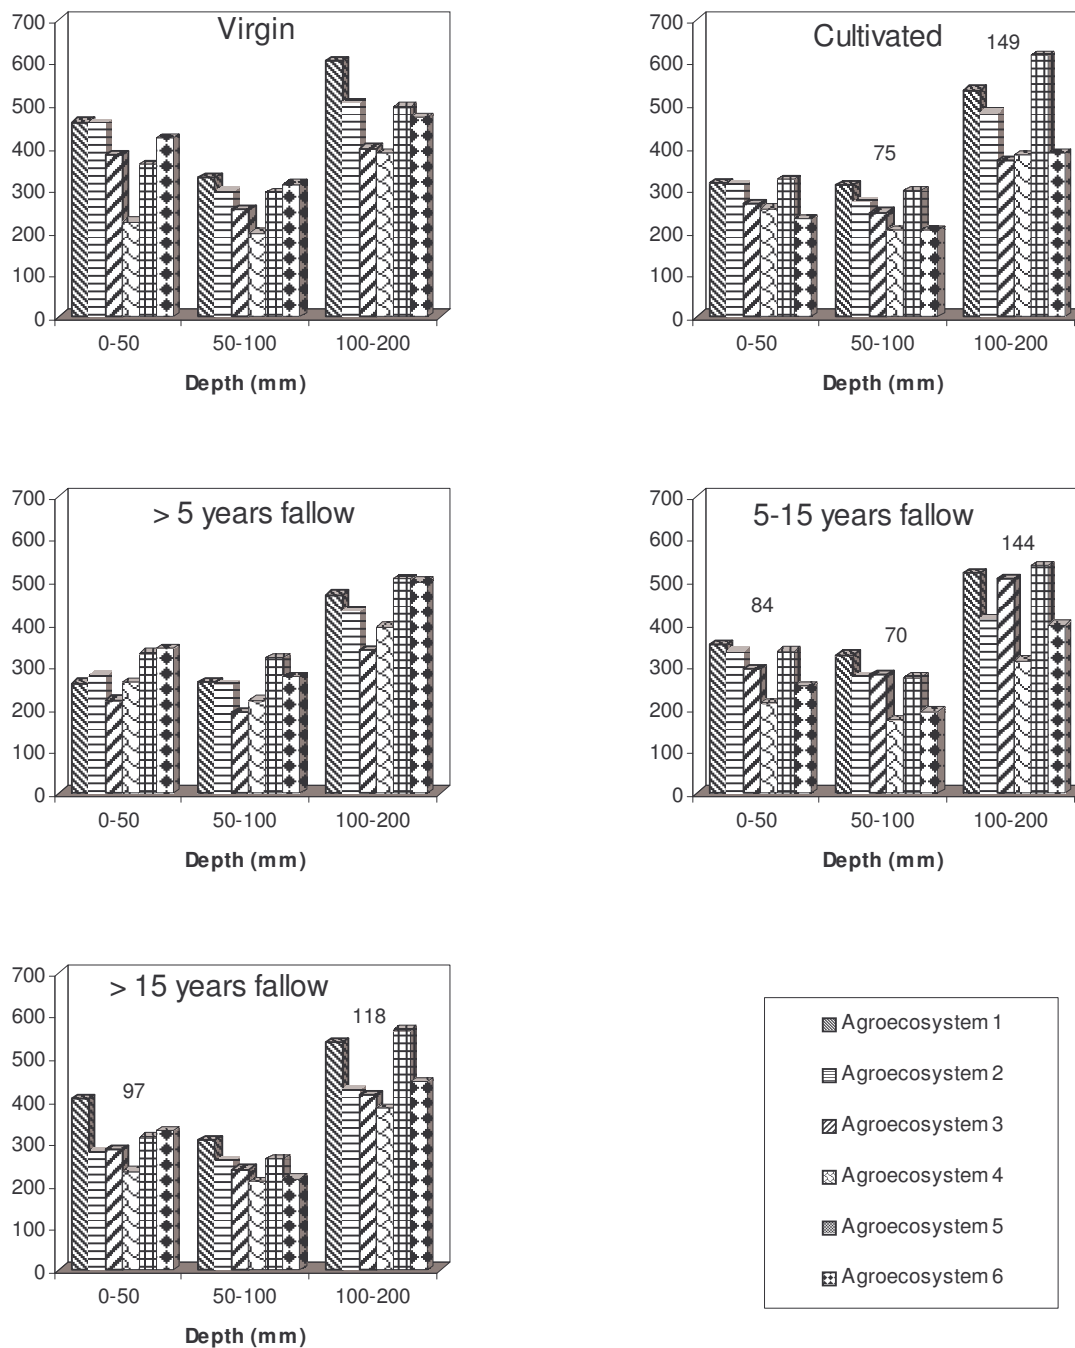 Virgin
700
600
500
400
300
200
100
0
0-50 50-100 100-200
Depth (mm)
Cultivated
149
75
700
600
500
400
300
200
100
0
0-50 50-100 100-200
Depth (mm)
> 5 years fallow
700
600
500
400
300
200
100
0
0-50 50-100 100-200
Depth (mm)
5-15 years fallow
144
84
70
700
600
500
400
300
200
100
0
0-50 50-100 100-200
Depth (mm)
> 15 years fallow
118
97
700
600
500
400
300
200
100
0
0-50 50-100 100-200
Depth (mm)
Agroecosystem 1
Agroecosystem 2
Agroecosystem 3
Agroecosystem 4
Agroecosystem 5
Agroecosystem 6